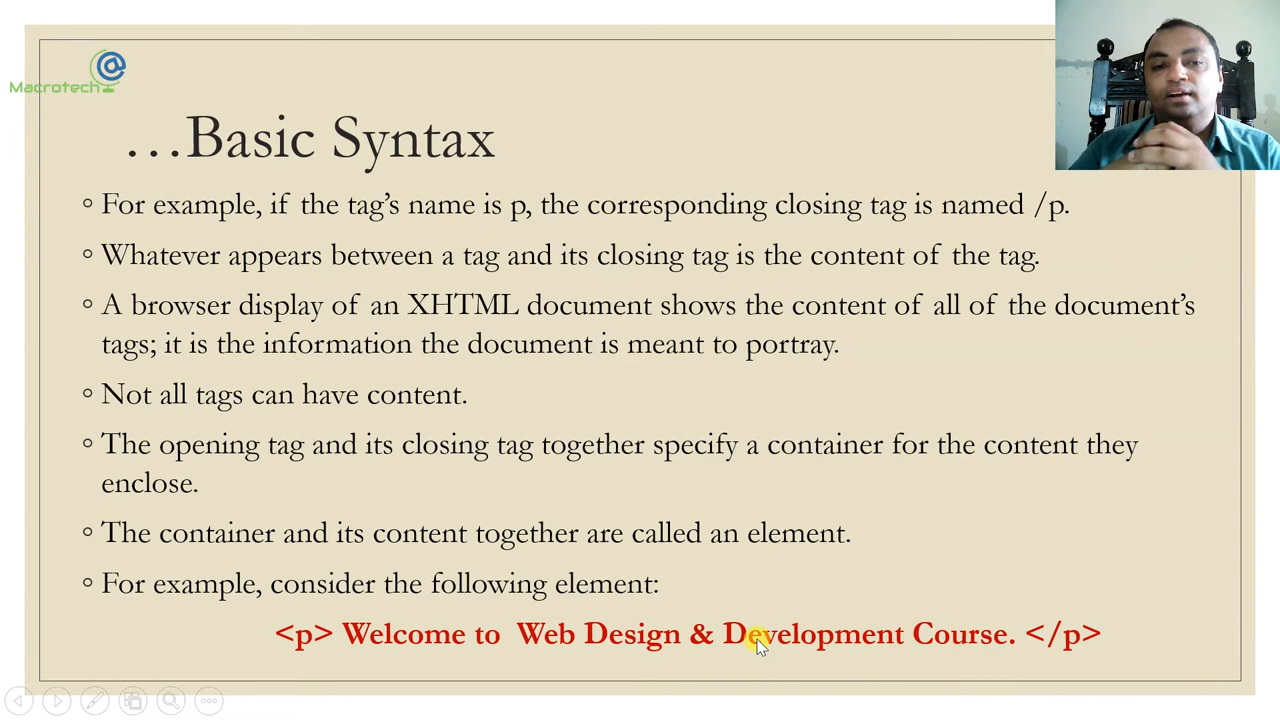 @
Macrotech
…Basic Syntax
◦ For example, if the tag’s name is p, the corresponding closing tag is named /p.
◦ Whatever appears between a tag and its closing tag is the content of the tag.
◦ A browser display of an XHTML document shows the content of all of the document’s
tags; it is the information the document is meant to portray.
◦ Not all tags can have content.
◦ The opening tag and its closing tag together specify a container for the content they
enclose.
◦ The container and its content together are called an element.
◦ For example, consider the following element:
<p> Welcome to Web Design & Development Course. </p>